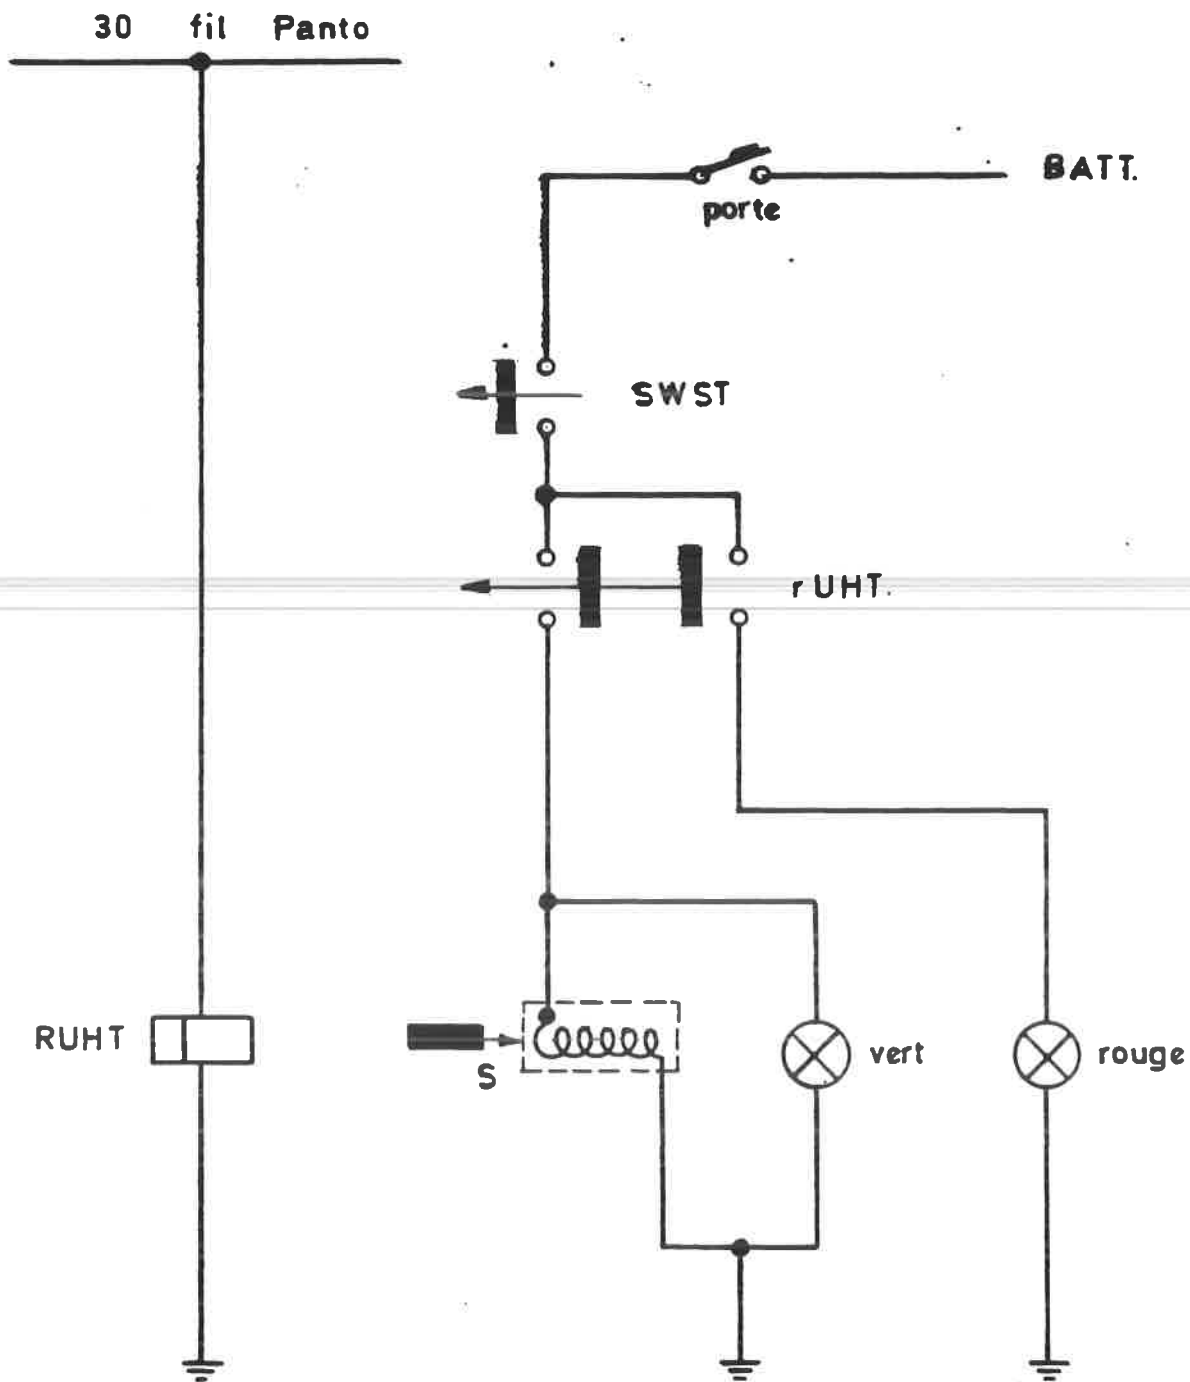 30 fil Panto
BATT.
porte
SWST
rUHT.
RUHT
S
vert
rouge